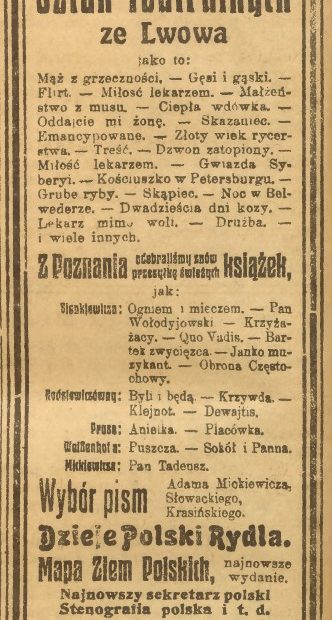 Sztuk Teatralnych
ze Lwowa
jako to:
Mąż z grzeczności. — Gęsi i gąski. —
Flirt. — Miłość lekarzem. — Małżeń-
stwo z musu. — Ciepła wdówka. —
Oddajcie mi żonę. — Skazaniec. —
Emancypowane. — Złoty wiek rycer-
stwa. — Treść. — Dzwon zatopiony. —
Miłość lekarzem. — Gwiazda Sy-
beryi. — Kościuszko w Petersburgu. —
Grube ryby. — Skąpiec. — Noc w Bel-
wederze. — Dwadzieścia dni kozy. —
Lekarz mimo woli. — Drużba. —
i wiele innych.
Z Poznania odebraliśmy znów przesyłkę świeżych książek,
jak:
Sienkiewicza: Ogniem i mieczem. — Pan
Wołodyjowski — Krzyża-
żacy. — Quo Vadis. — Bar-
tek zwycięzca. — Janko mu-
zykant. — Obrona Często-
chowy.
Rodziewiczówny: Byli i będą. — Krzywda. —
Klejnot. — Dewajtis.
Prusa: Anielka. — Placówka.
Weyssenhofa: Puszcza. — Sokół i Panna.
Mickiewicza: Pan Tadeusz.
Wybór pism Adama Mickiewicza,
Słowackiego,
Krasińskiego.
Dzieje Polski Rydla.
Mapa Ziem Polskich, najnowsze
wydanie.
Najnowszy sekretarz polski
Stenografia polska i t. d.